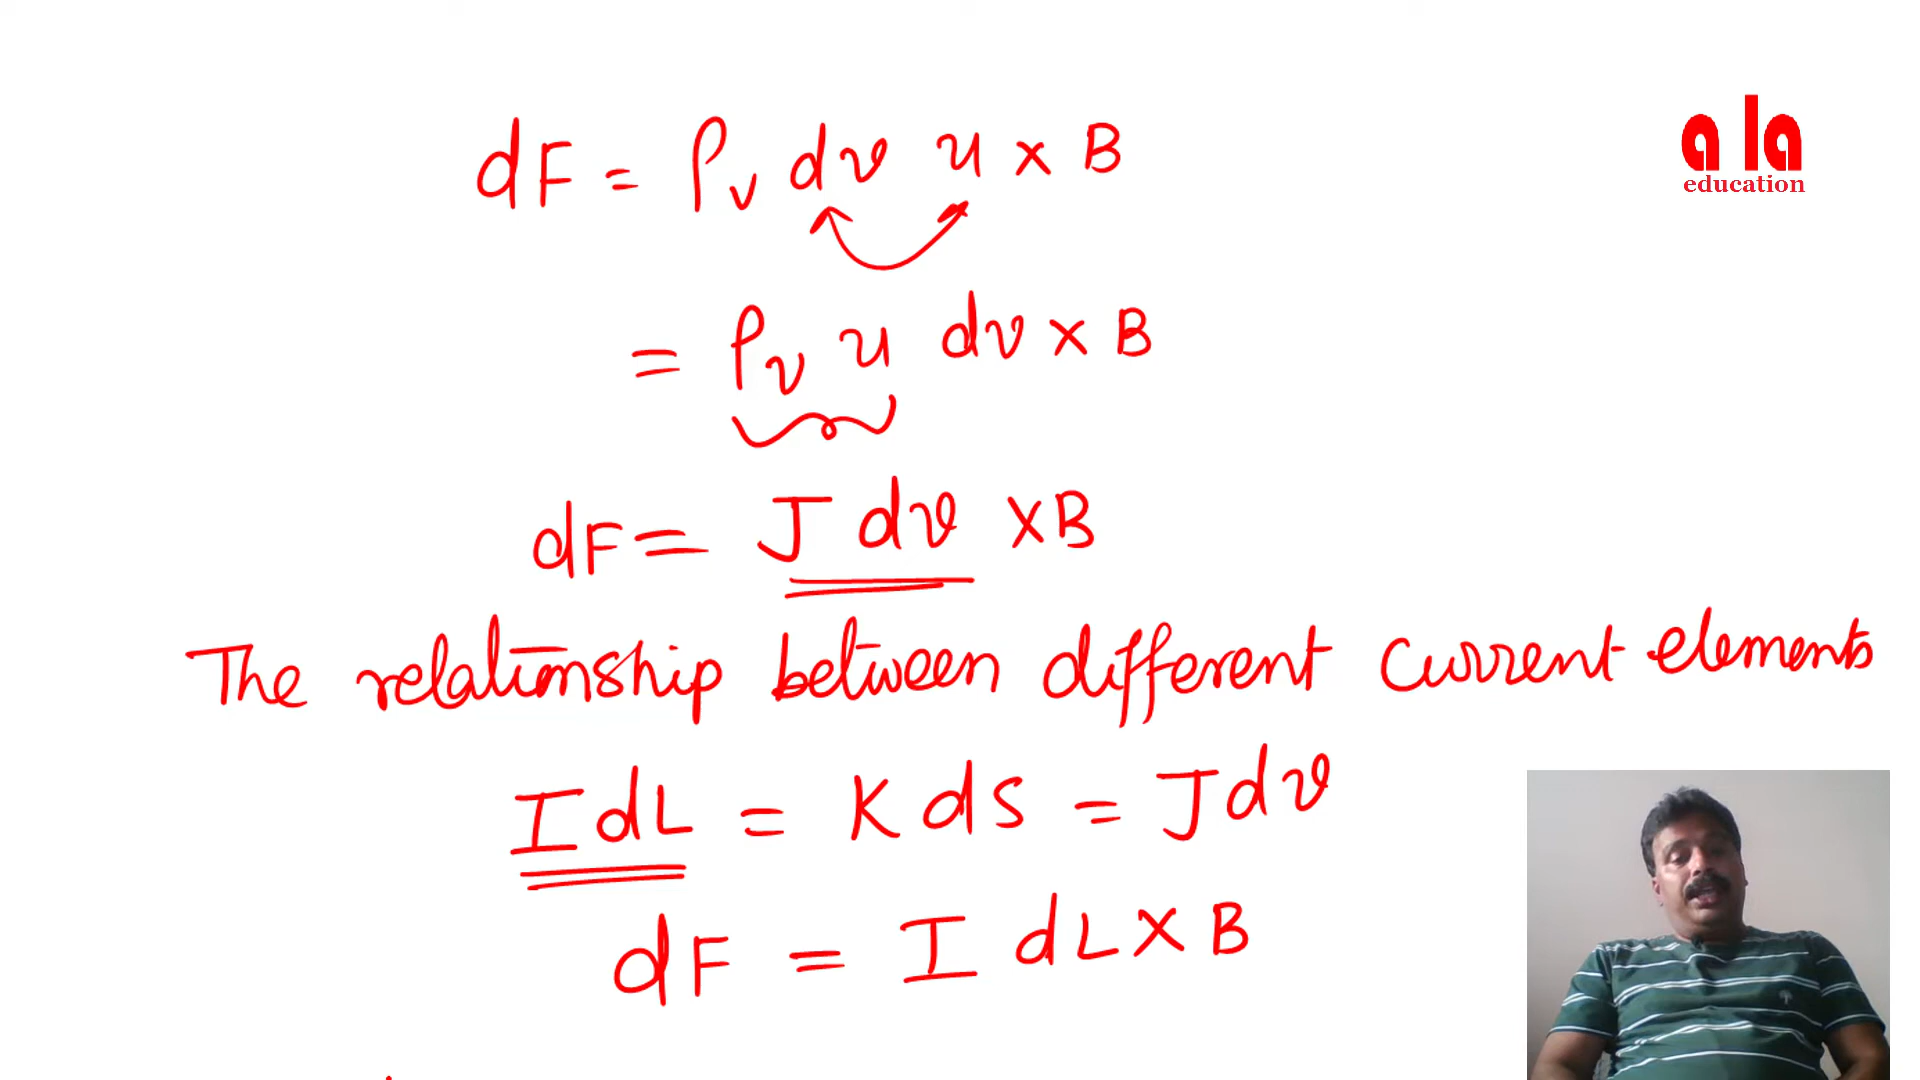 dF = ρv dv u × B
a la
education
= ρv u dv × B
dF = J dv × B
The relationship between different current elements
I dL = K dS = J dv
dF = I dL × B